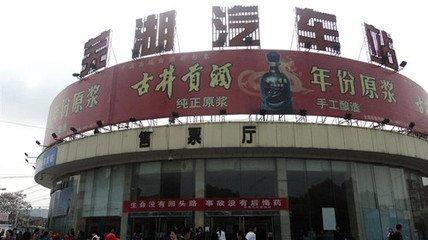 芜湖汽车站
年份原浆
古井贡酒
纯正原浆
年份原浆
手工酿造
售票厅
生命没有回头路 事故没有后悔药